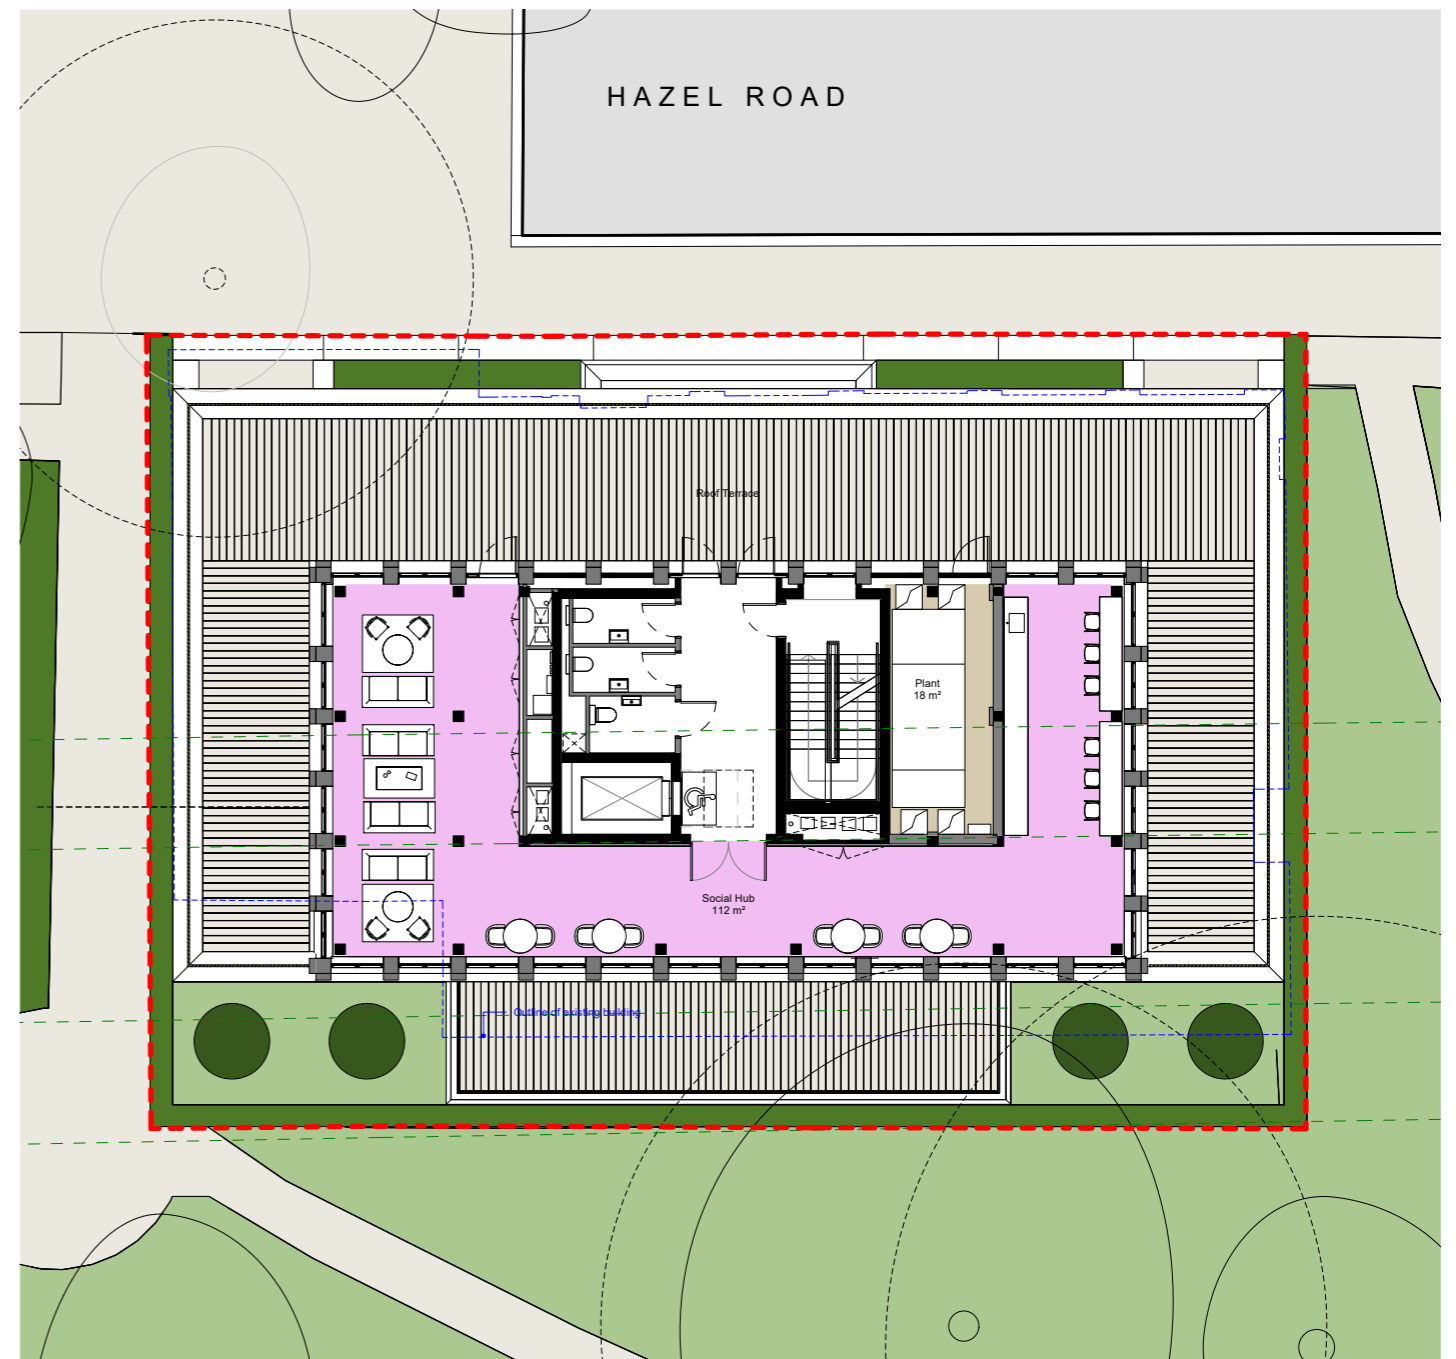 HAZEL ROAD
Roof Terrace
Plant
18 m²
Social Hub
112 m²
Outline of existing building